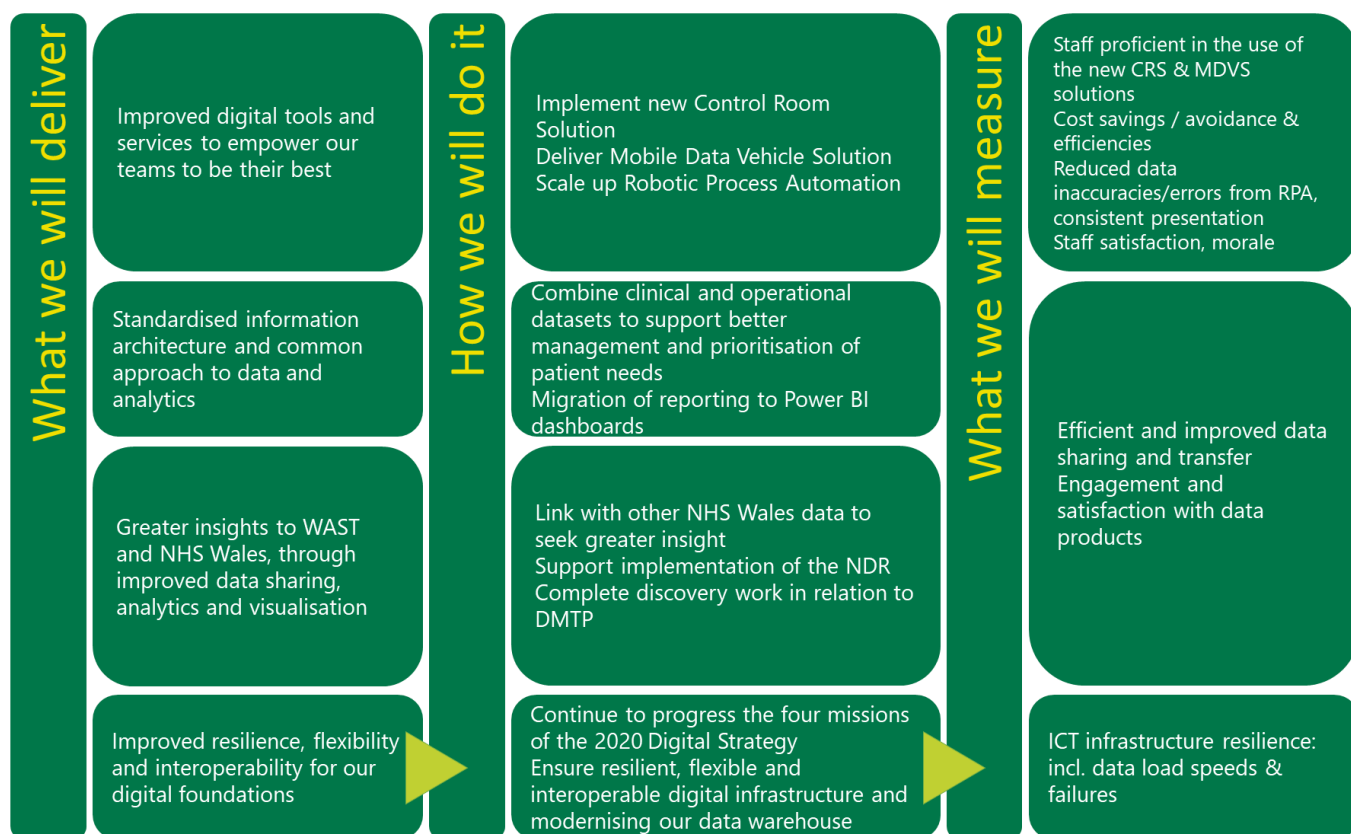 What we will deliver
Improved digital tools and
services to empower our
teams to be their best
Standardised information
architecture and common
approach to data and
analytics
Greater insights to WAST
and NHS Wales, through
improved data sharing,
analytics and visualisation
Improved resilience, flexibility
and interoperability for our
digital foundations
How we will do it
Implement new Control Room
Solution
Deliver Mobile Data Vehicle Solution
Scale up Robotic Process Automation
Combine clinical and operational
datasets to support better
management and prioritisation of
patient needs
Migration of reporting to Power BI
dashboards
Link with other NHS Wales data to
seek greater insight
Support implementation of the NDR
Complete discovery work in relation to
DMTP
Continue to progress the four missions
of the 2020 Digital Strategy
Ensure resilient, flexible and
interoperable digital infrastructure and
modernising our data warehouse
What we will measure
Staff proficient in the use of
the new CRS & MDVS
solutions
Cost savings / avoidance &
efficiencies
Reduced data
inaccuracies/errors from RPA,
consistent presentation
Staff satisfaction, morale
Efficient and improved data
sharing and transfer
Engagement and
satisfaction with data
products
ICT infrastructure resilience:
incl. data load speeds &
failures